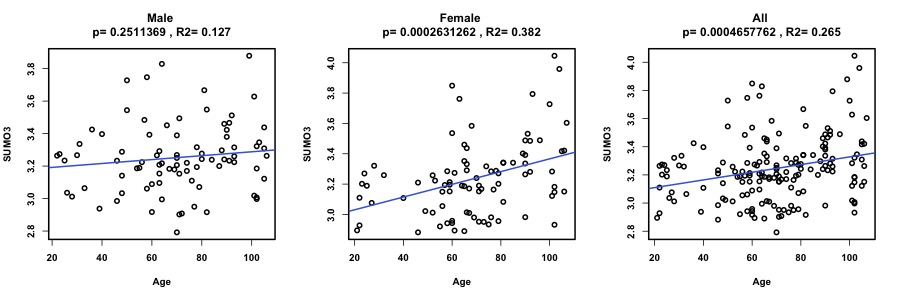 Male
p= 0.2511369 , R2= 0.127
SUMO3
3.8
3.6
3.4
3.2
3.0
2.8
20 40 60 80 100
Age
Female
p= 0.0002631262 , R2= 0.382
SUMO3
4.0
3.8
3.6
3.4
3.2
3.0
20 40 60 80 100
Age
All
p= 0.0004657762 , R2= 0.265
SUMO3
4.0
3.8
3.6
3.4
3.2
3.0
2.8
20 40 60 80 100
Age